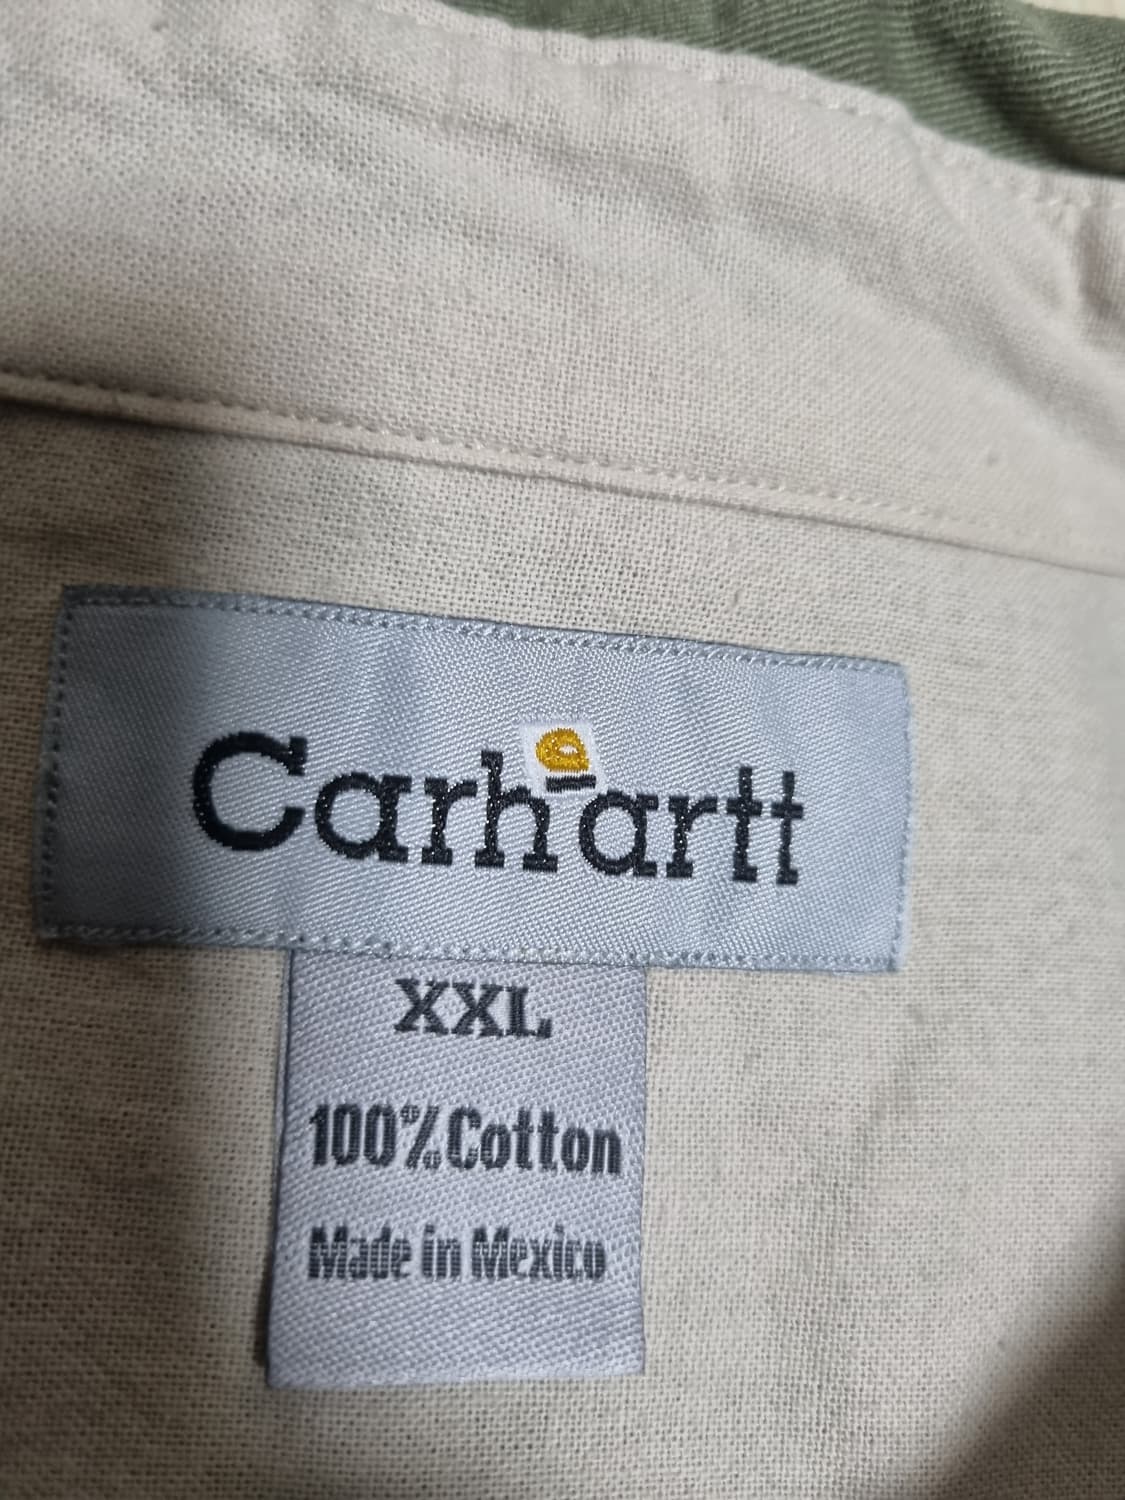 Carhartt
XXL
100% Cotton
Made in Mexico